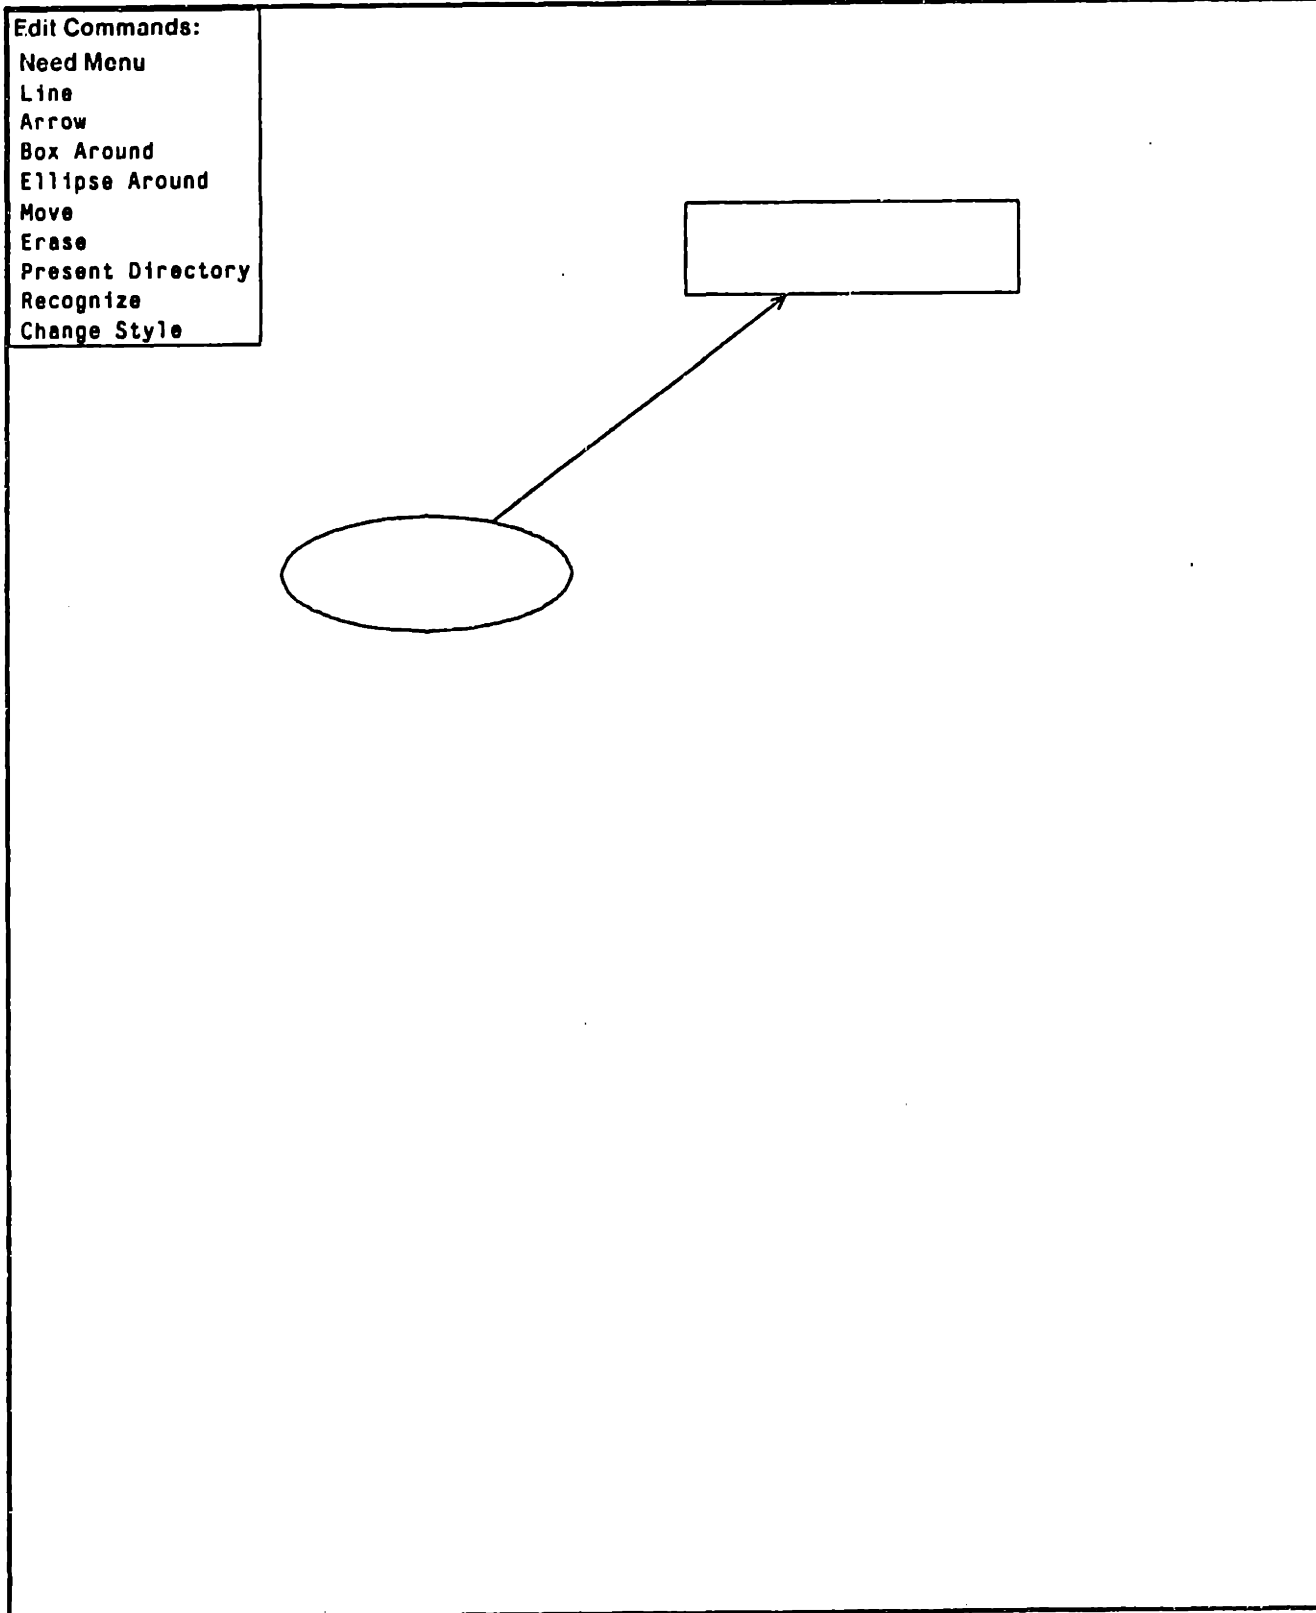 Edit Commands:
Need Menu
Line
Arrow
Box Around
Ellipse Around
Move
Erase
Present Directory
Recognize
Change Style